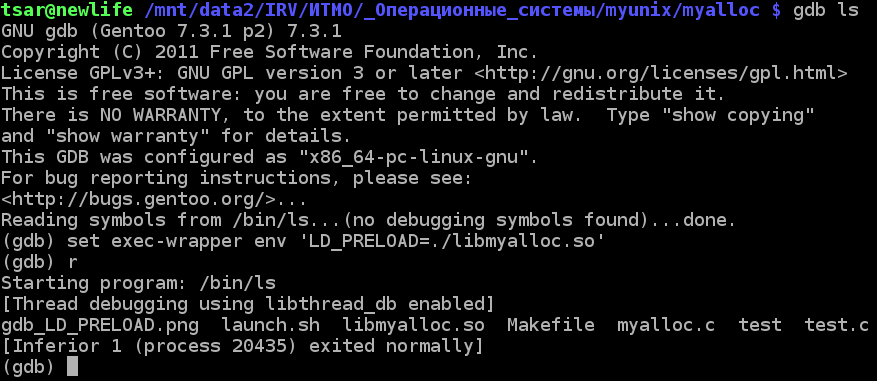 tsar@newlife /mnt/data2/IRV/ИТМО/_Операционные_системы/myunix/myalloc $ gdb ls
GNU gdb (Gentoo 7.3.1 p2) 7.3.1
Copyright (C) 2011 Free Software Foundation, Inc.
License GPLv3+: GNU GPL version 3 or later <http://gnu.org/licenses/gpl.html>
This is free software: you are free to change and redistribute it.
There is NO WARRANTY, to the extent permitted by law.  Type "show copying"
and "show warranty" for details.
This GDB was configured as "x86_64-pc-linux-gnu".
For bug reporting instructions, please see:
<http://bugs.gentoo.org/>...
Reading symbols from /bin/ls...(no debugging symbols found)...done.
(gdb) set exec-wrapper env 'LD_PRELOAD=./libmyalloc.so'
(gdb) r
Starting program: /bin/ls
[Thread debugging using libthread_db enabled]
gdb_LD_PRELOAD.png  launch.sh  libmyalloc.so  Makefile  myalloc.c  test  test.c
[Inferior 1 (process 20435) exited normally]
(gdb)